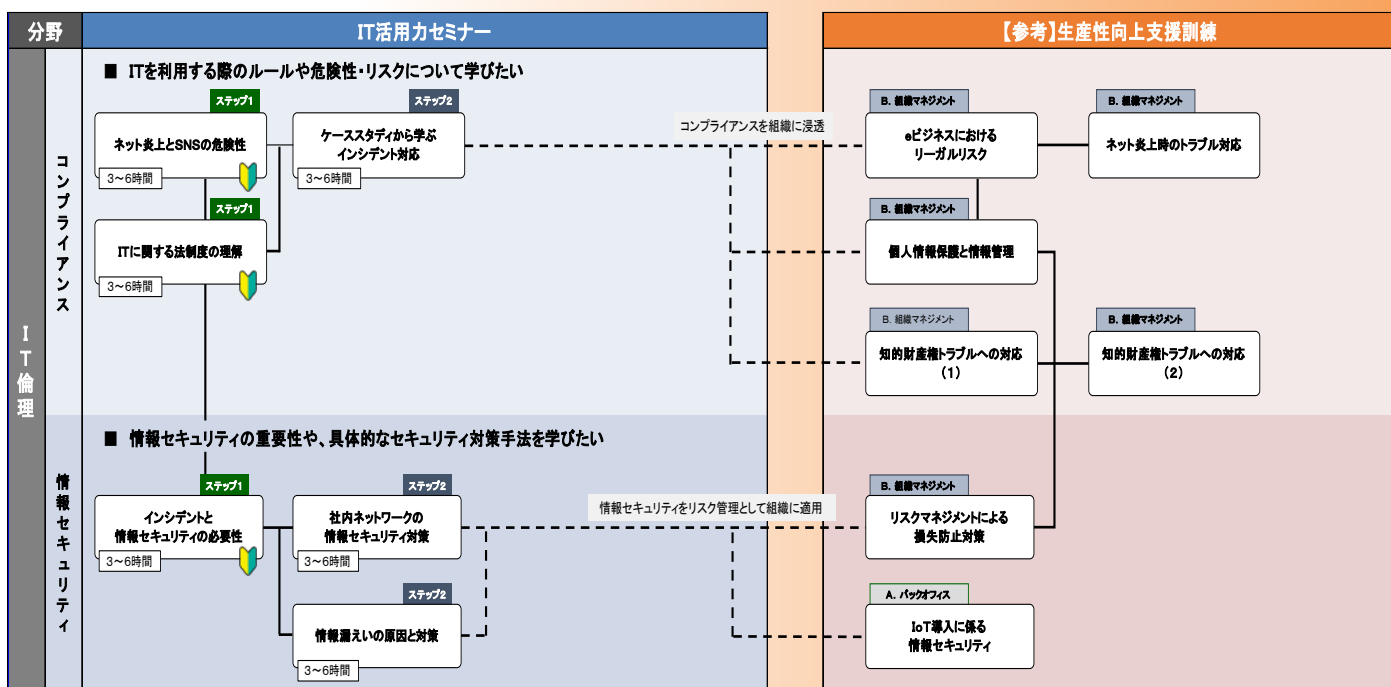 分野
IT活用力セミナー
【参考】生産性向上支援訓練
IT倫理
コンプライアンス
■ ITを利用する際のルールや危険性・リスクについて学びたい
ステップ1
ネット炎上とSNSの危険性
3～6時間
ステップ2
ケーススタディから学ぶ
インシデント対応
3～6時間
ステップ1
ITに関する法制度の理解
3～6時間
コンプライアンスを組織に浸透
B. 組織マネジメント
eビジネスにおける
リーガルリスク
B. 組織マネジメント
ネット炎上時のトラブル対応
B. 組織マネジメント
個人情報保護と情報管理
B. 組織マネジメント
知的財産権トラブルへの対応
（1）
B. 組織マネジメント
知的財産権トラブルへの対応
（2）
情報セキュリティ
■ 情報セキュリティの重要性や、具体的なセキュリティ対策手法を学びたい
ステップ1
インシデントと
情報セキュリティの必要性
3～6時間
ステップ2
社内ネットワークの
情報セキュリティ対策
3～6時間
ステップ2
情報漏えいの原因と対策
3～6時間
情報セキュリティをリスク管理として組織に適用
B. 組織マネジメント
リスクマネジメントによる
損失防止対策
A. バックオフィス
IoT導入に係る
情報セキュリティ